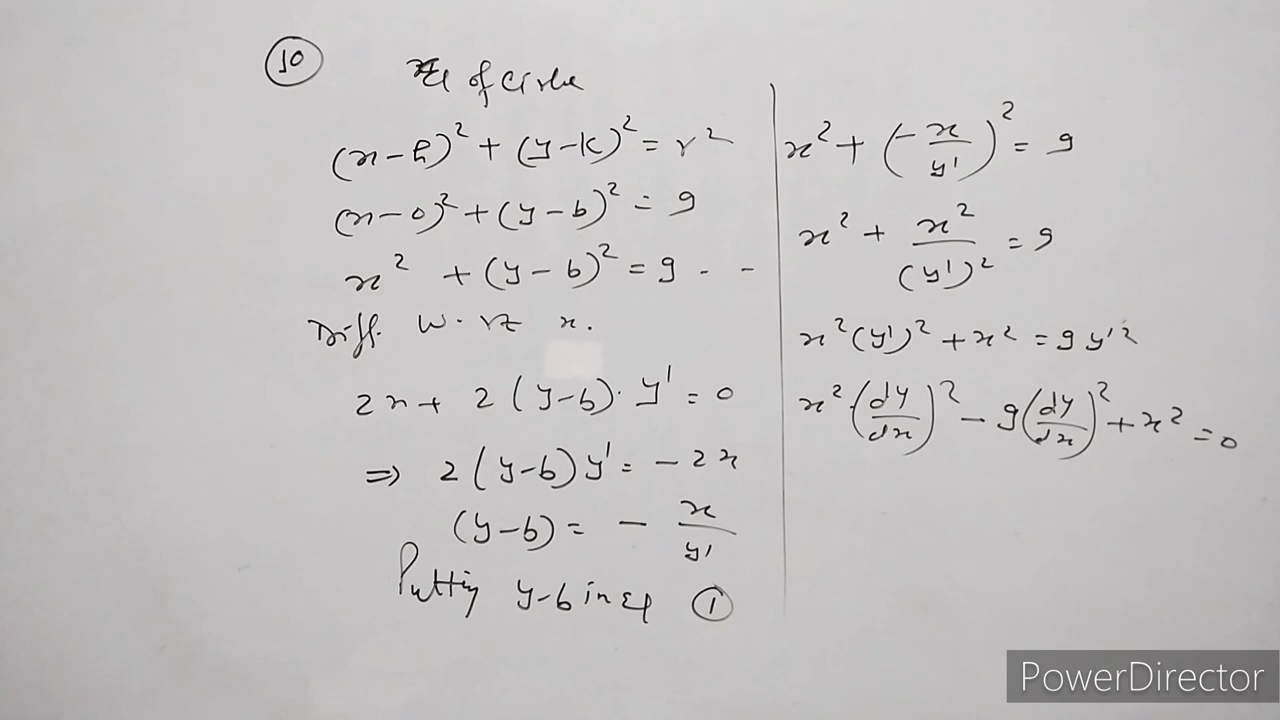 10
Eq of circle
(x-h)² + (y-k)² = r²
(x-0)² + (y-b)² = 9
x² + (y-b)² = 9 - -
Diff. w.rt x.
2x + 2(y-b)·y' = 0
⇒ 2(y-b)y' = -2x
(y-b) = - x/y'
Putting y-b in Eq ①
x² + (-x/y')² = 9
x² + x²/(y')² = 9
x²(y')² + x² = 9y'²
x²·(dy/dx)² - 9(dy/dx)² + x² = 0
PowerDirector